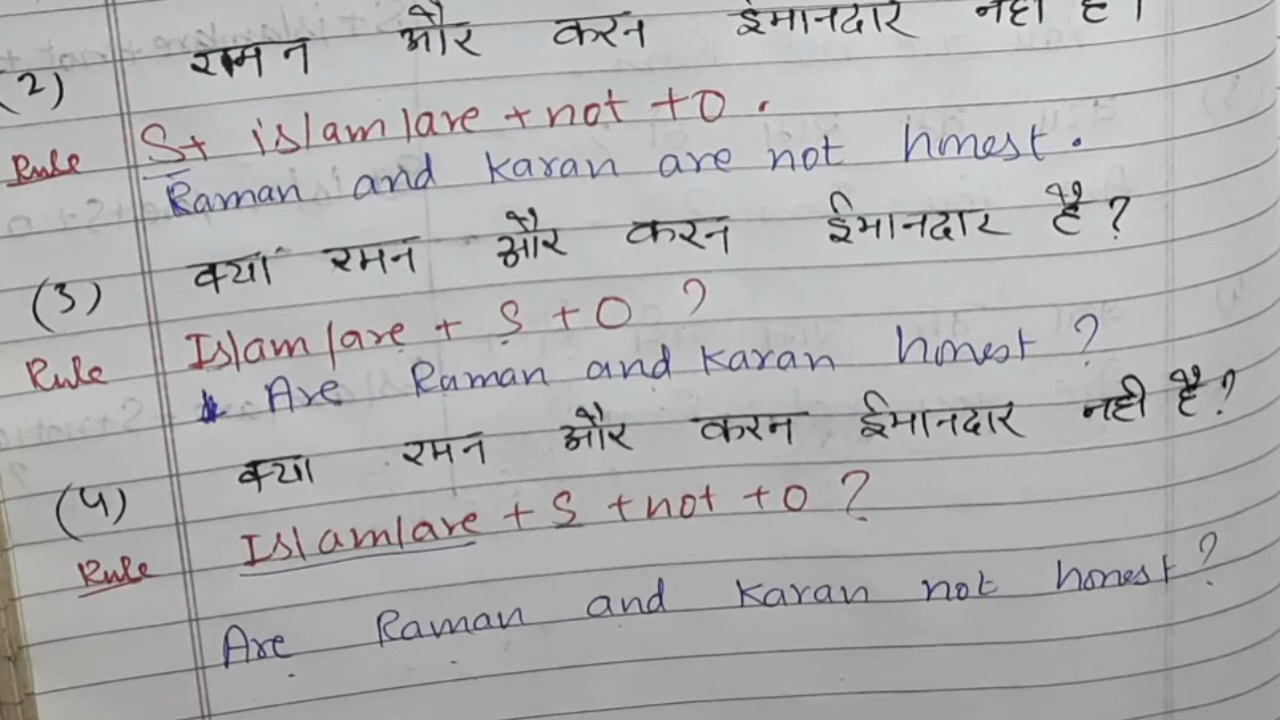 (2) रमन और करन ईमानदार नही है।
Rule S+ is/am/are + not + O.
Raman and Karan are not honest.
(3) क्या रमन और करन ईमानदार है?
Rule Is/am/are + S + O ?
Are Raman and Karan honest ?
(4) क्या रमन और करन ईमानदार नही है?
Rule Is/am/are + S + not + O ?
Are Raman and Karan not honest?